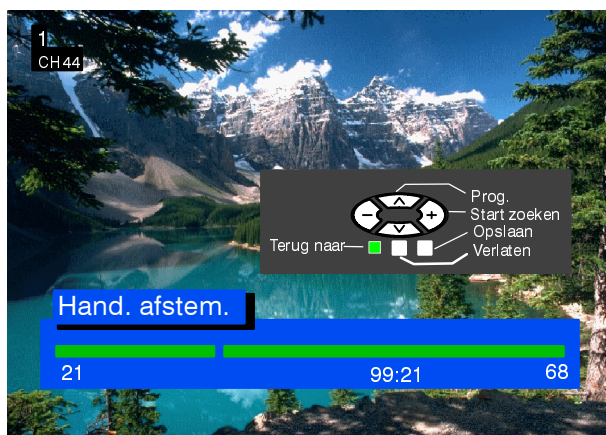 1
CH44
Prog.
Start zoeken
Opslaan
Terug naar
Verlaten
Hand. afstem.
21
99:21
68